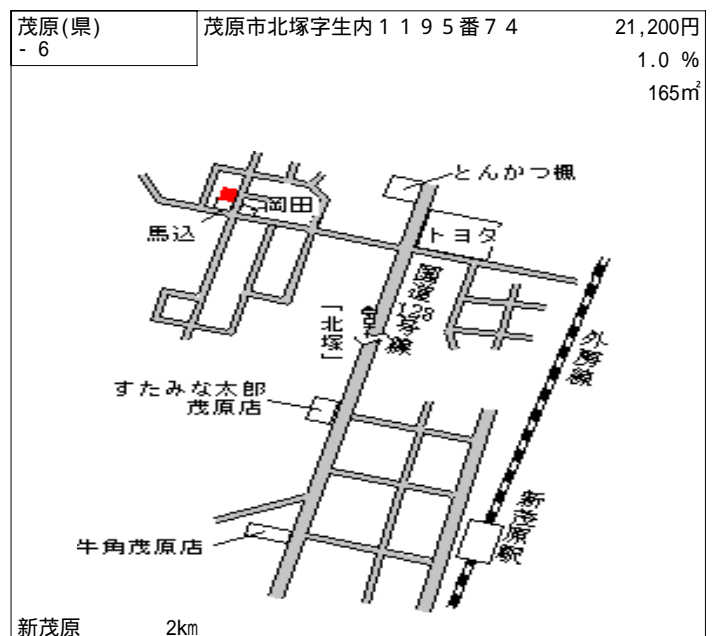 茂原(県)
- 6
茂原市北塚字生内１１９５番７４
21,200円
1.0 %
165㎡
とんかつ楓
岡田
トヨタ
馬込
国道128号線
「北塚」
外房線
すたみな太郎
茂原店
新茂原駅
牛角茂原店
新茂原 2km